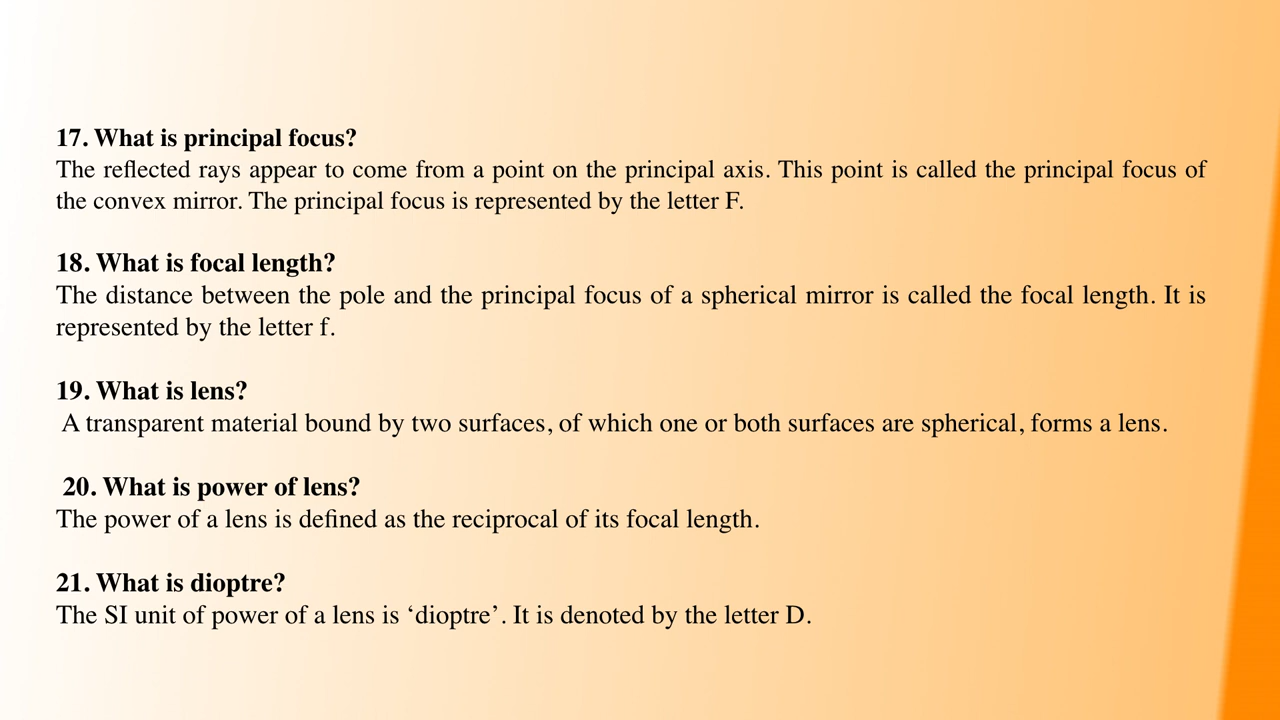 17. What is principal focus?
The reflected rays appear to come from a point on the principal axis. This point is called the principal focus of
the convex mirror. The principal focus is represented by the letter F.
18. What is focal length?
The distance between the pole and the principal focus of a spherical mirror is called the focal length. It is
represented by the letter f.
19. What is lens?
A transparent material bound by two surfaces, of which one or both surfaces are spherical, forms a lens.
20. What is power of lens?
The power of a lens is defined as the reciprocal of its focal length.
21. What is dioptre?
The SI unit of power of a lens is ‘dioptre’. It is denoted by the letter D.